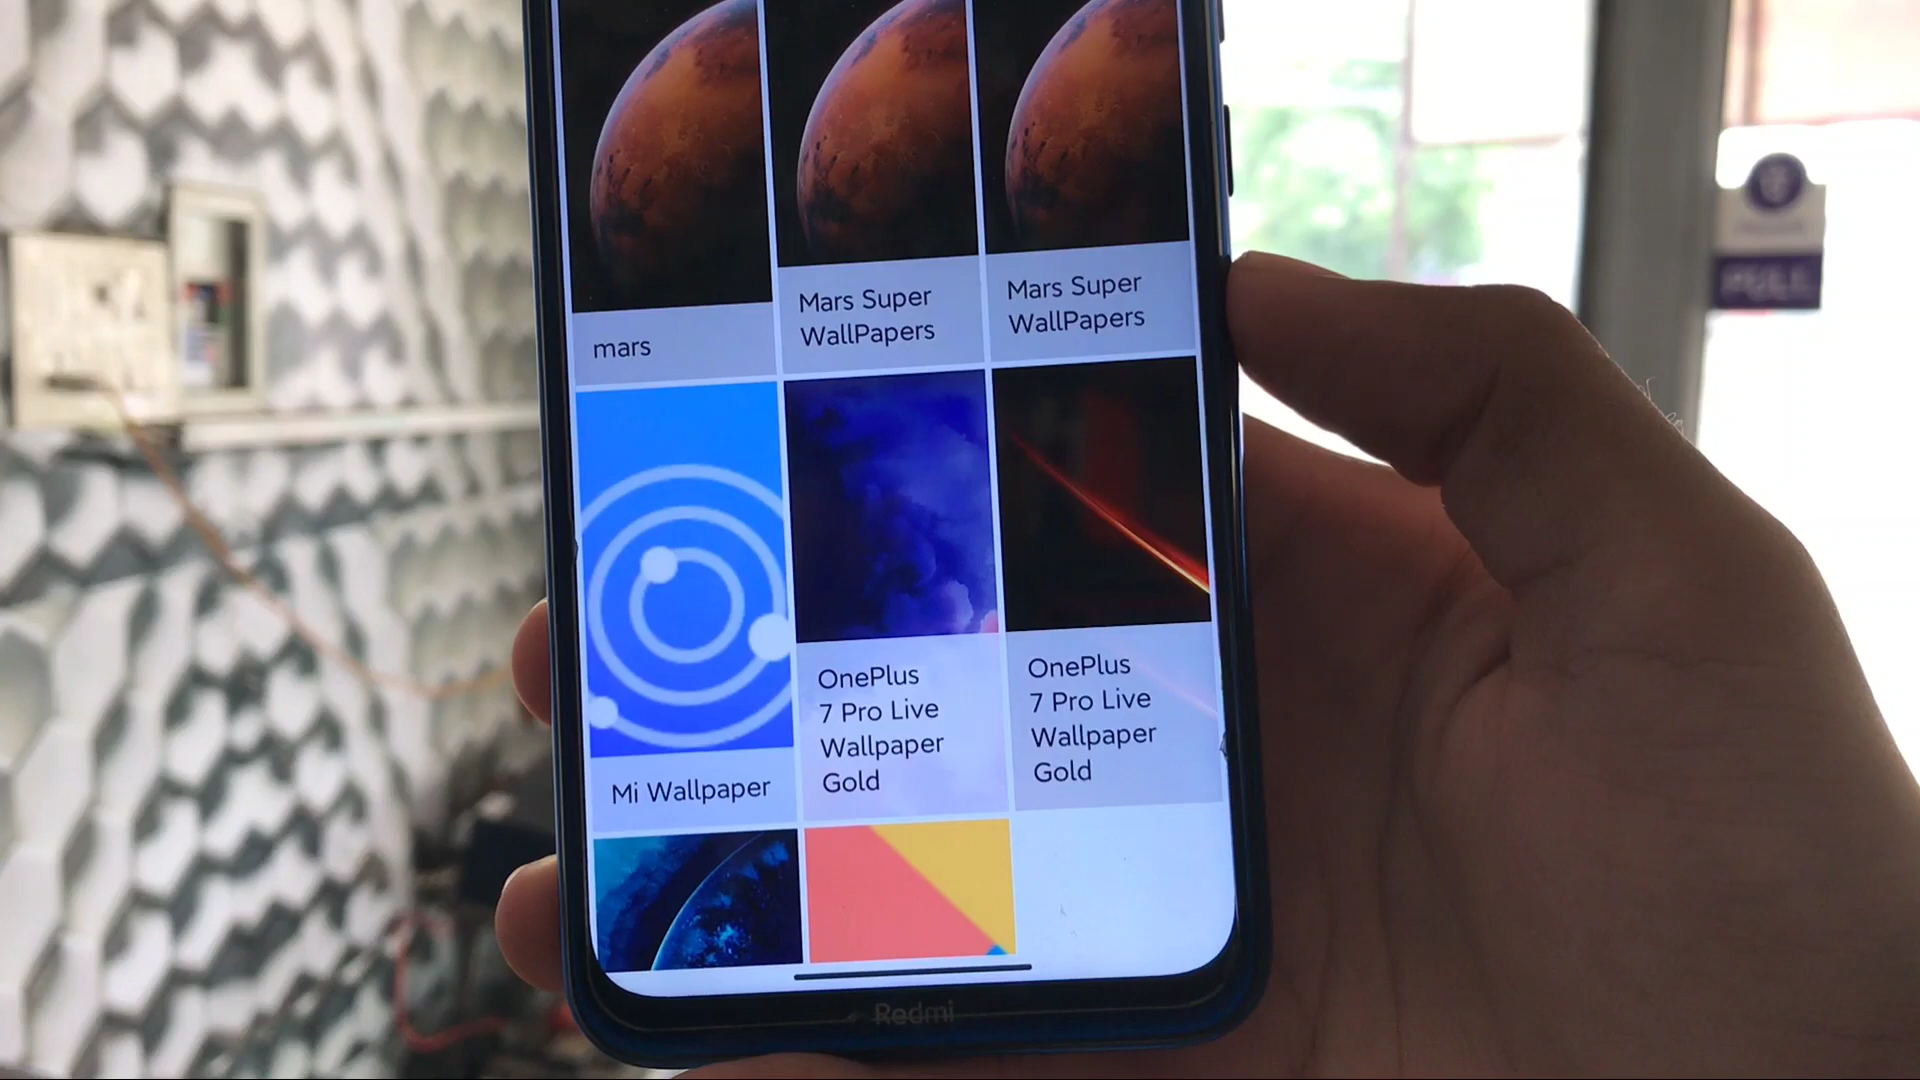 mars
Mars Super
WallPapers
Mars Super
WallPapers
Mi Wallpaper
OnePlus
7 Pro Live
Wallpaper
Gold
OnePlus
7 Pro Live
Wallpaper
Gold
Redmi
PULL